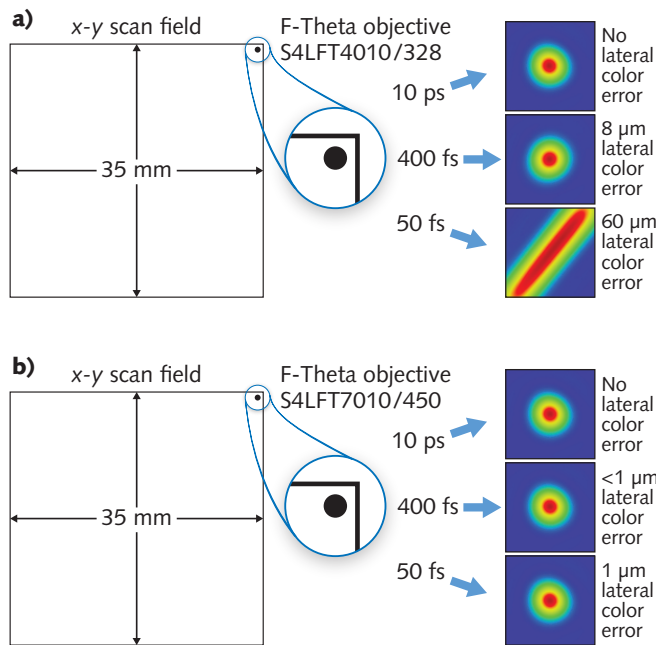 a)
x-y scan field
F-Theta objective
S4LFT4010/328
35 mm
10 ps
No
lateral
color
error
400 fs
8 µm
lateral
color
error
50 fs
60 µm
lateral
color
error
b)
x-y scan field
F-Theta objective
S4LFT7010/450
35 mm
10 ps
No
lateral
color
error
400 fs
<1 µm
lateral
color
error
50 fs
1 µm
lateral
color
error